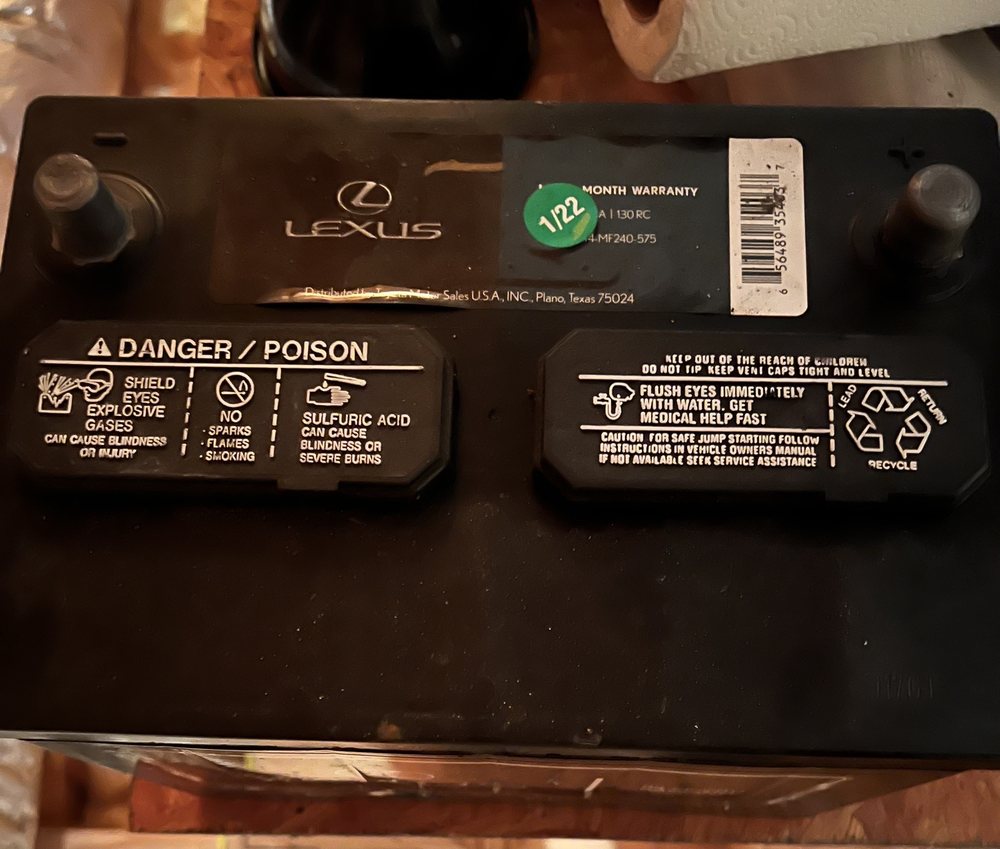 LEXUS
MONTH WARRANTY
1/22
A | 130 RC
4-MF240-575
Distributed by Toyota Motor Sales U.S.A., INC., Plano, Texas 75024
DANGER / POISON
SHIELD
EYES
EXPLOSIVE
GASES
CAN CAUSE BLINDNESS
OR INJURY
NO
· SPARKS
· FLAMES
· SMOKING
SULFURIC ACID
CAN CAUSE
BLINDNESS OR
SEVERE BURNS
KEEP OUT OF THE REACH OF CHILDREN
DO NOT TIP KEEP VENT CAPS TIGHT AND LEVEL
FLUSH EYES IMMEDIATELY
WITH WATER. GET
MEDICAL HELP FAST
CAUTION FOR SAFE JUMP STARTING FOLLOW
INSTRUCTIONS IN VEHICLE OWNERS MANUAL
IF NOT AVAILABLE SEEK SERVICE ASSISTANCE
LEAD
RETURN
RECYCLE